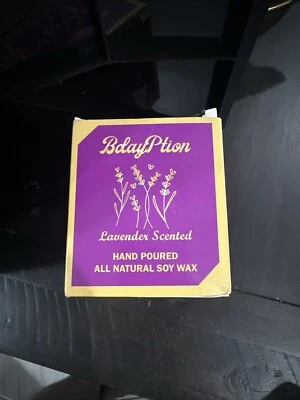 BdayPtion
Lavender Scented
HAND POURED
ALL NATURAL SOY WAX